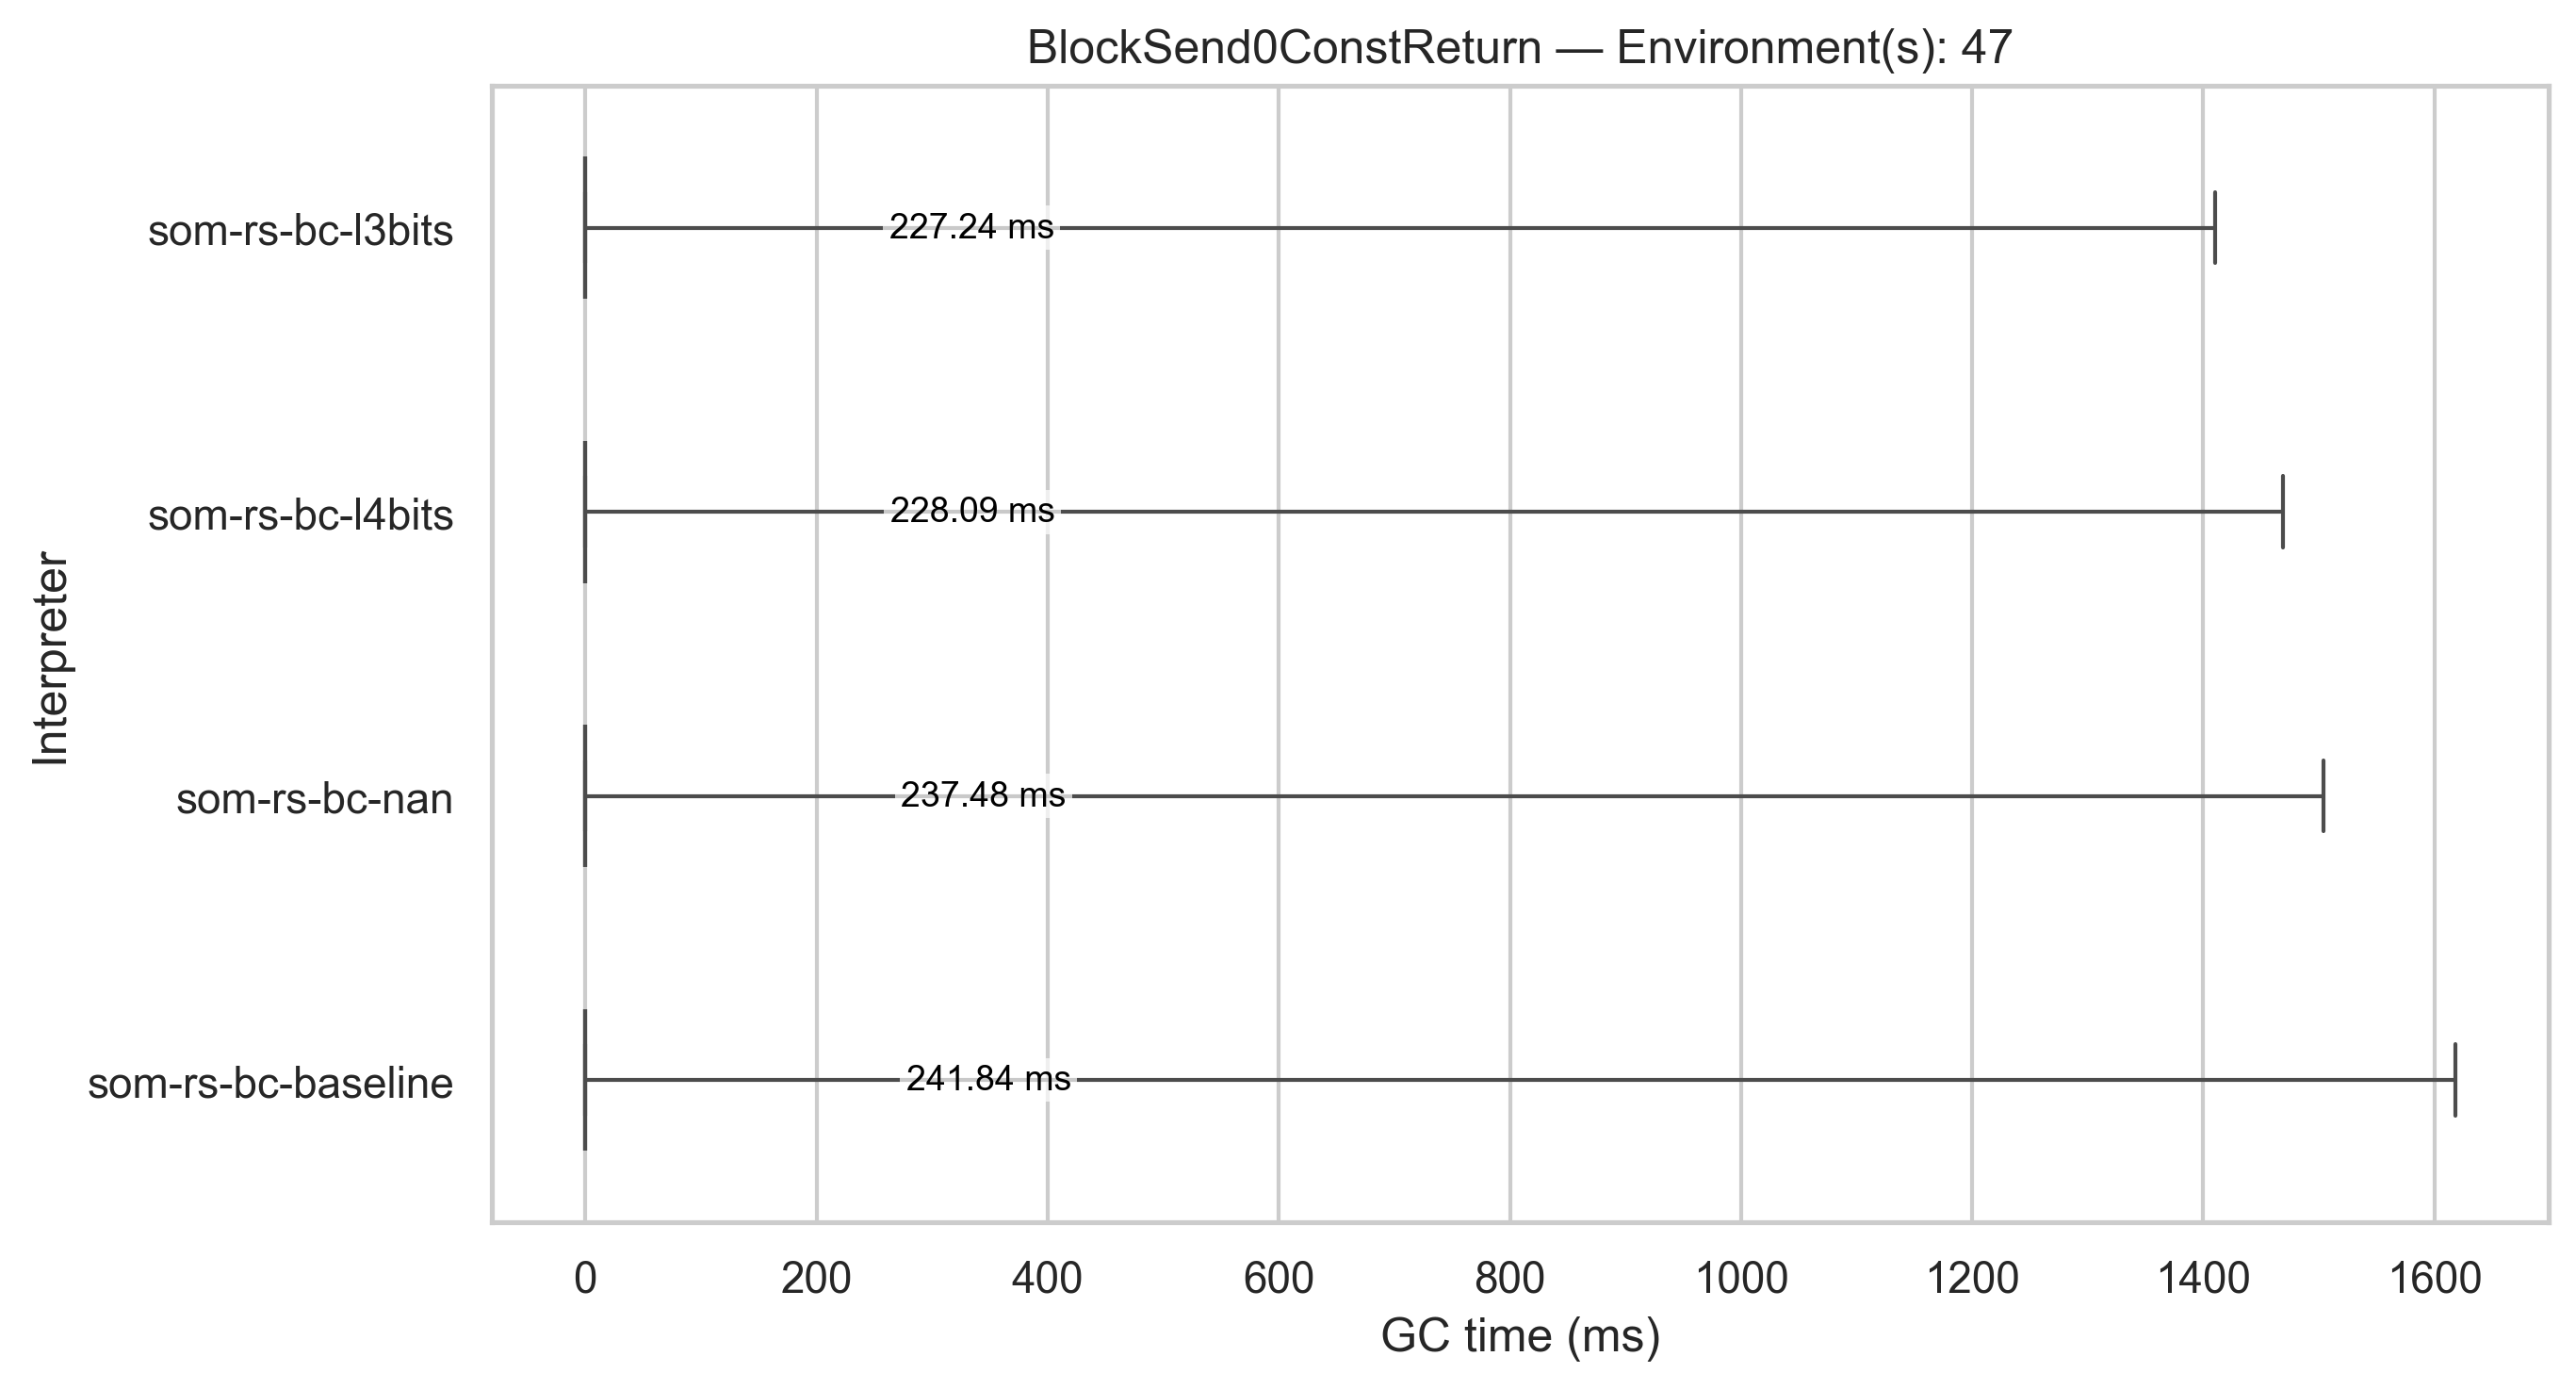 BlockSend0ConstReturn — Environment(s): 47
som-rs-bc-l3bits
227.24 ms
som-rs-bc-l4bits
228.09 ms
som-rs-bc-nan
237.48 ms
som-rs-bc-baseline
241.84 ms
Interpreter
0 200 400 600 800 1000 1200 1400 1600
GC time (ms)